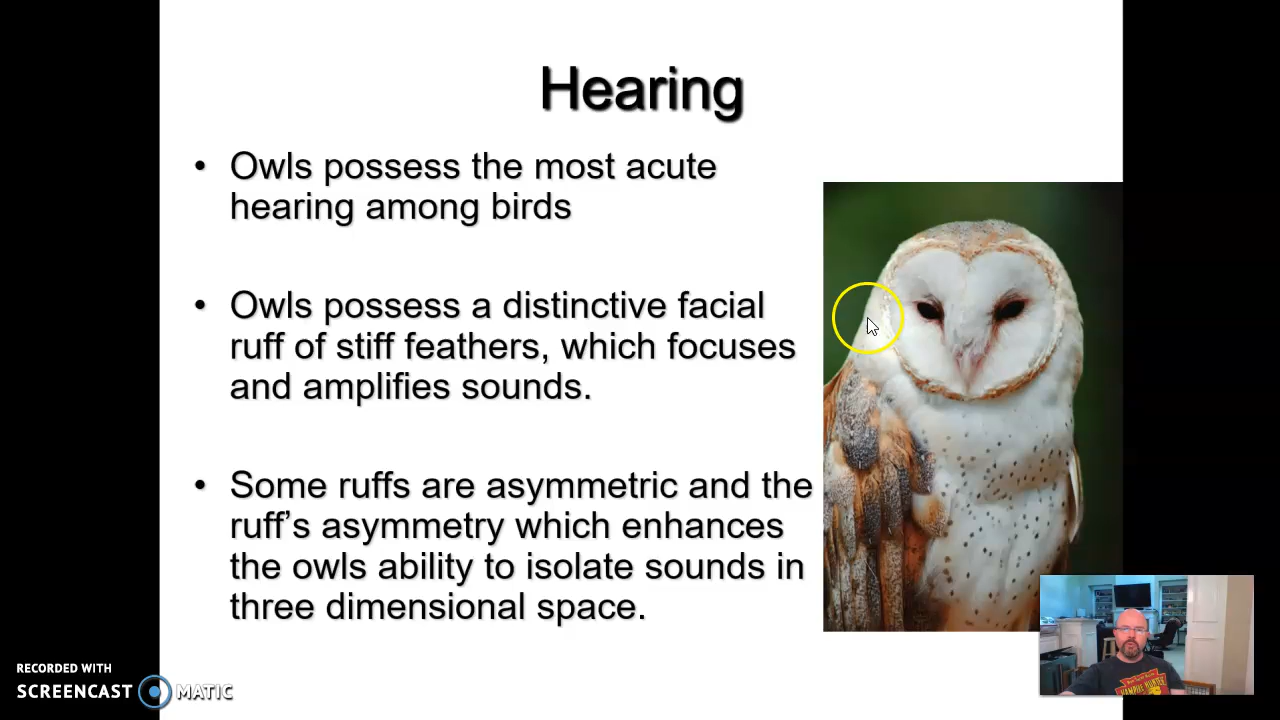 Hearing
• Owls possess the most acute
hearing among birds
• Owls possess a distinctive facial
ruff of stiff feathers, which focuses
and amplifies sounds.
• Some ruffs are asymmetric and the
ruff’s asymmetry which enhances
the owls ability to isolate sounds in
three dimensional space.
RECORDED WITH
SCREENCAST MATIC
VAMPIRE HUNTER